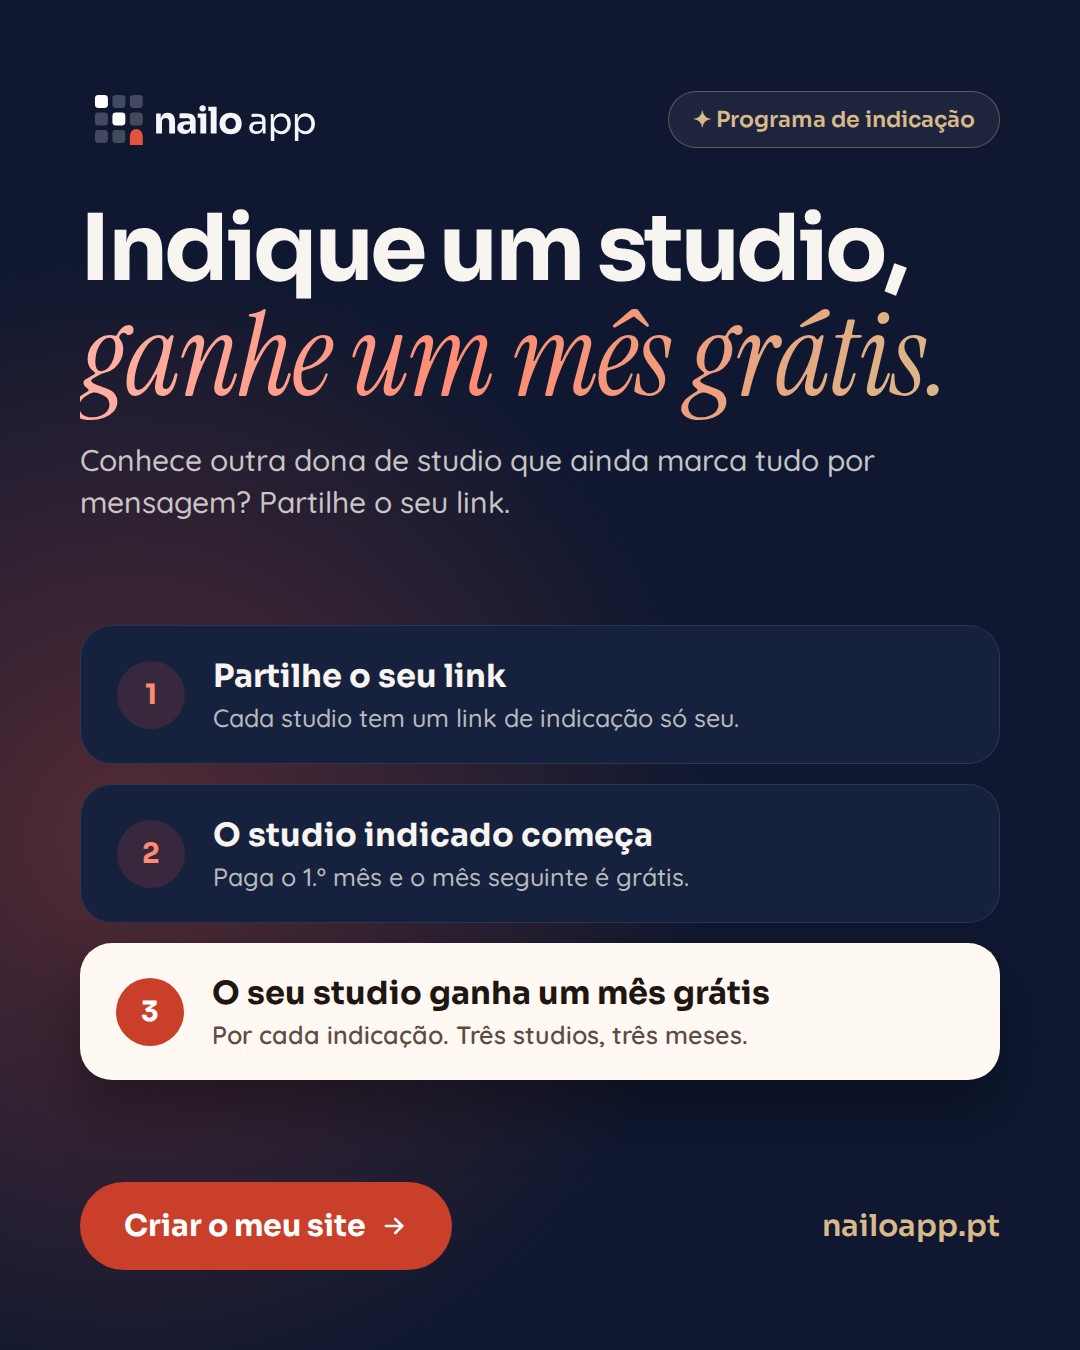 nailo app
✦ Programa de indicação
Indique um studio,
ganhe um mês grátis.
Conhece outra dona de studio que ainda marca tudo por
mensagem? Partilhe o seu link.
1
Partilhe o seu link
Cada studio tem um link de indicação só seu.
2
O studio indicado começa
Paga o 1.º mês e o mês seguinte é grátis.
3
O seu studio ganha um mês grátis
Por cada indicação. Três studios, três meses.
Criar o meu site →
nailoapp.pt